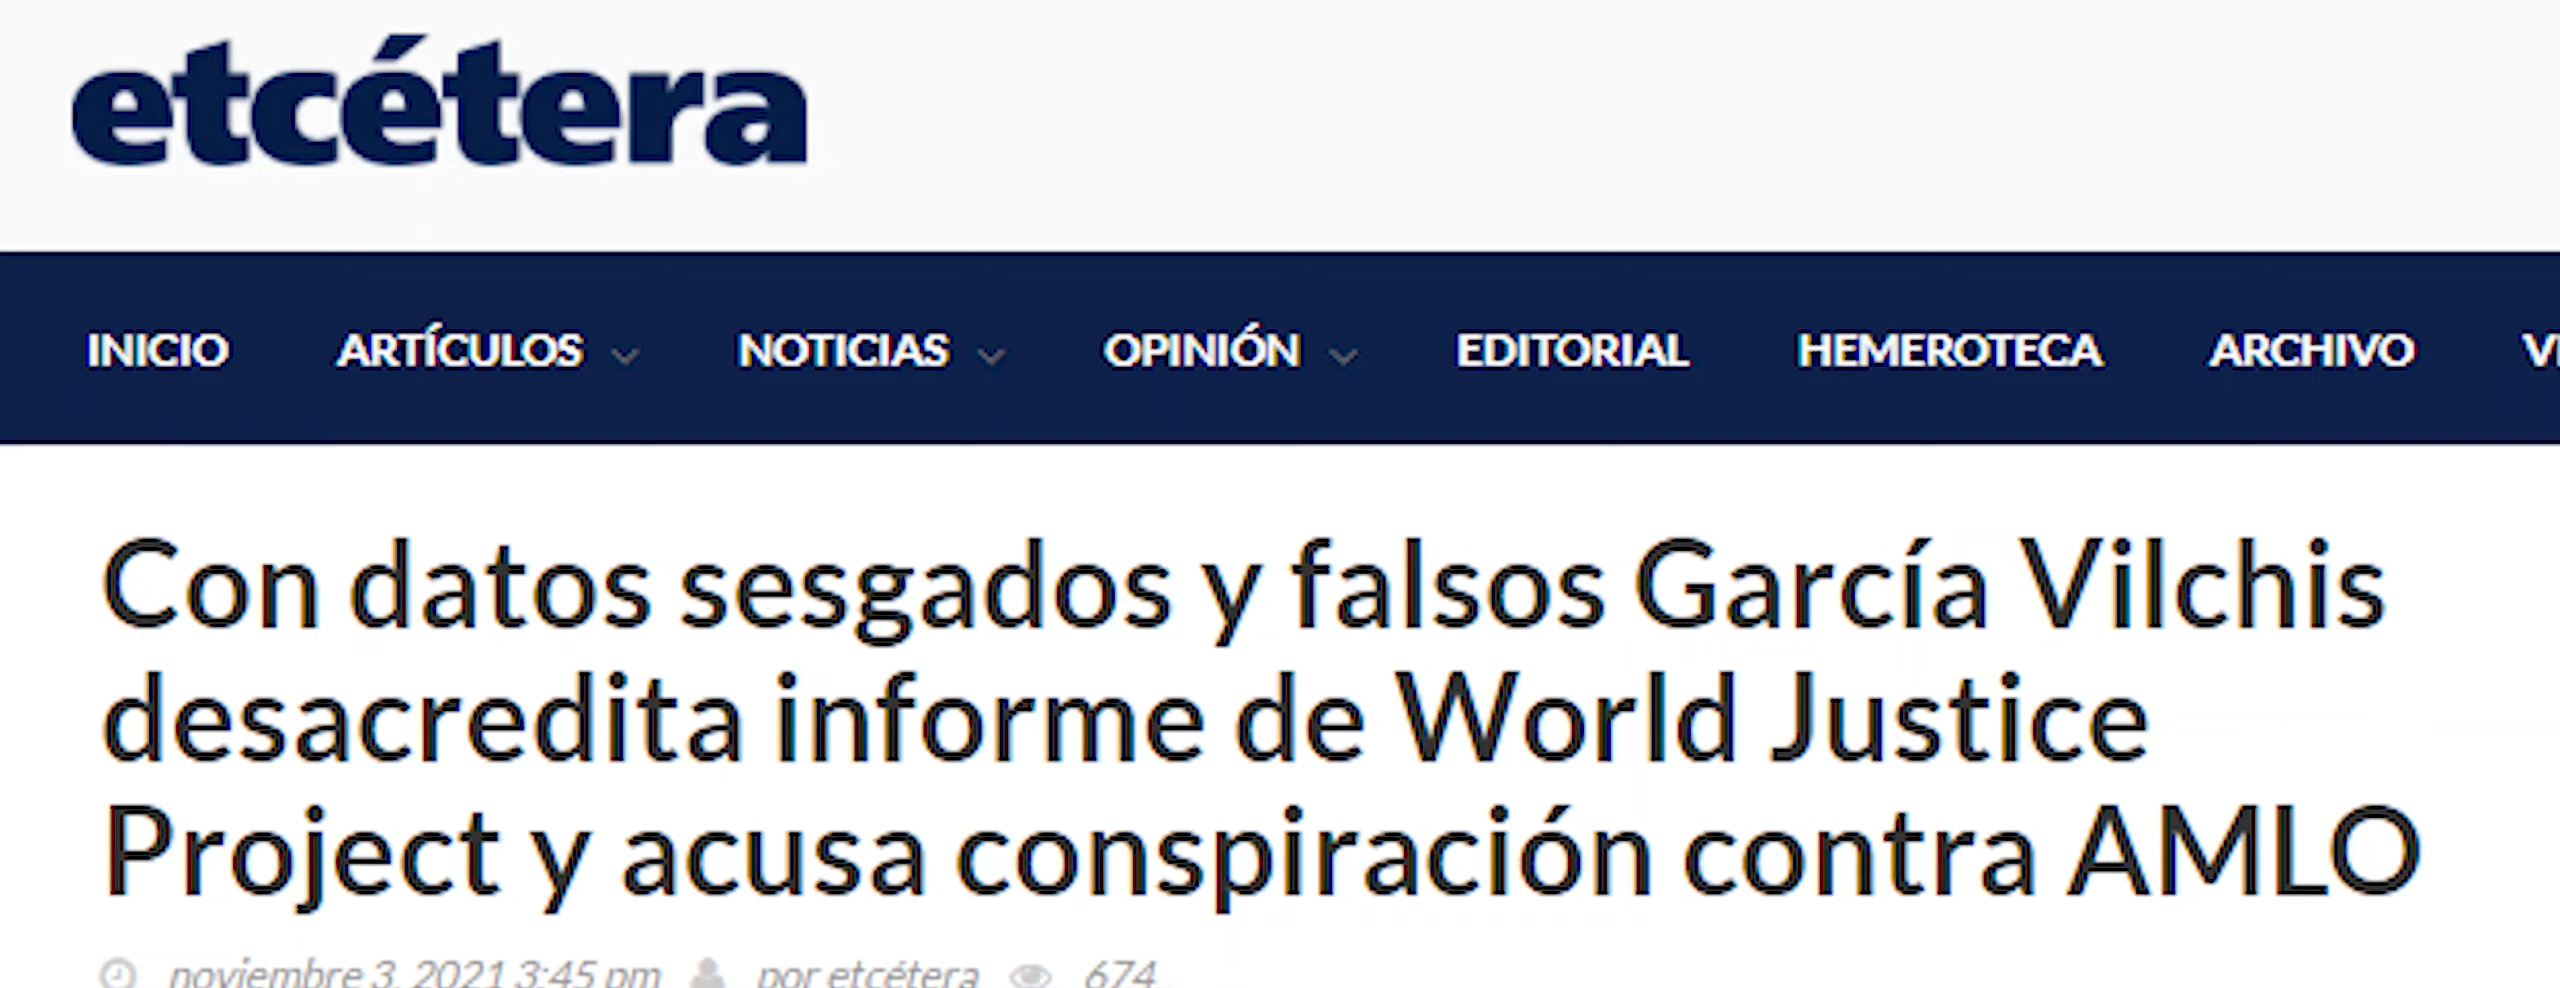 etcétera
INICIO ARTÍCULOS NOTICIAS OPINIÓN EDITORIAL HEMEROTECA ARCHIVO
Con datos sesgados y falsos García Vilchis
desacredita informe de World Justice
Project y acusa conspiración contra AMLO
noviembre 3, 2021 3:45 pm por etcétera 674